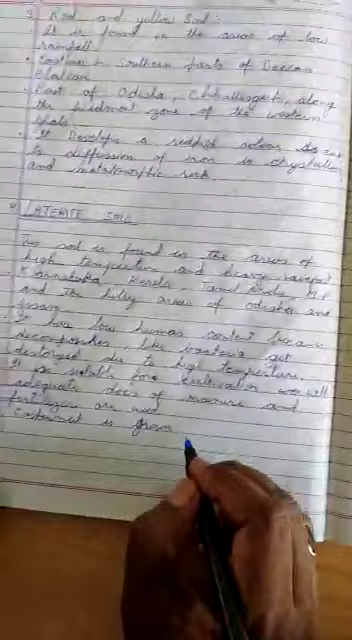 3 Red and yellow Soil:
It is found in the areas of low
rainfall
Eastern & Southern parts of Deccan
Plateau
Part of Odisha, Chhattisgarh, along
the piedmont zone of the western
Ghats.
It Develops a reddish colour due
to diffusion of iron in crystalline
and metamorphic rock.
LATERITE SOIL
This soil is found in the areas of
high temperature and heavy rainfall
Karnataka Kerala, Tamil Nadu M.P
and the hilly areas of odisha and
Assam
It has low humus content because
decomposers like bacteria get
destroyed due to high temperature.
It is suitable for cultivation with
adequate does of manure and
fertilizers are used
Cashewnut is grown